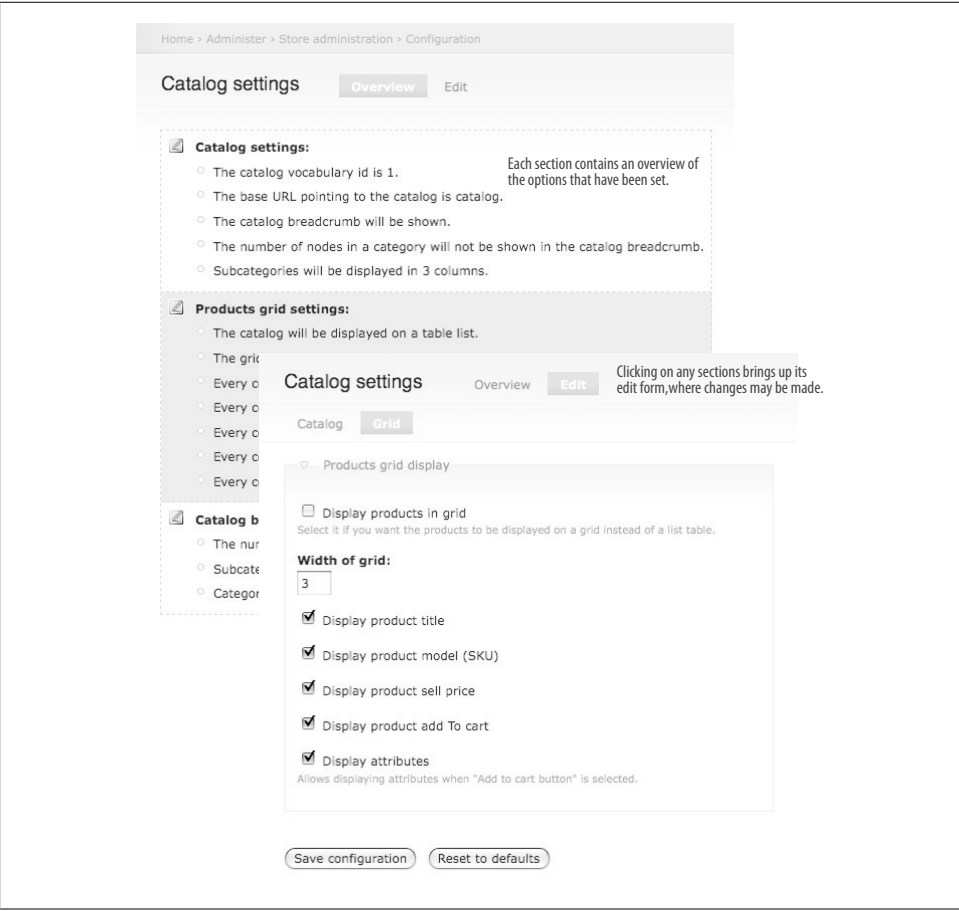 Home › Administer › Store administration › Configuration
Catalog settings Overview Edit
Catalog settings:
The catalog vocabulary id is 1.
The base URL pointing to the catalog is catalog.
The catalog breadcrumb will be shown.
The number of nodes in a category will not be shown in the catalog breadcrumb.
Subcategories will be displayed in 3 columns.
Each section contains an overview of
the options that have been set.
Products grid settings:
The catalog will be displayed on a table list.
The
Every
Every
Every
Every
Every
Catalog
The
Catalog settings Overview Edit
Clicking on any sections brings up its
edit form,where changes may be made.
Catalog Grid
Products grid display
Display products in grid
Select it if you want the products to be displayed on a grid instead of a list table.
Width of grid:
3
Display product title
Display product model (SKU)
Display product sell price
Display product add To cart
Display attributes
Allows displaying attributes when "Add to cart button" is selected.
Save configuration Reset to defaults